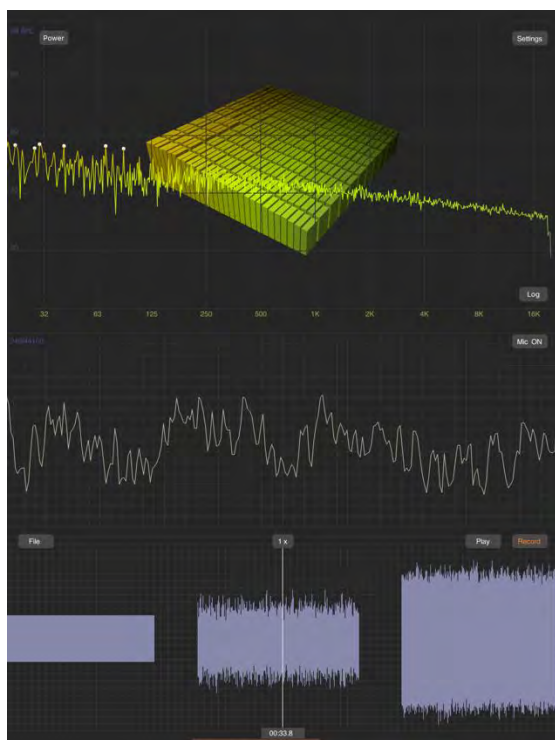 Power
Settings
Log
32 63 125 250 500 1K 2K 4K 8K 16K
Mic ON
File
1 x
Play
Record
00:33.8